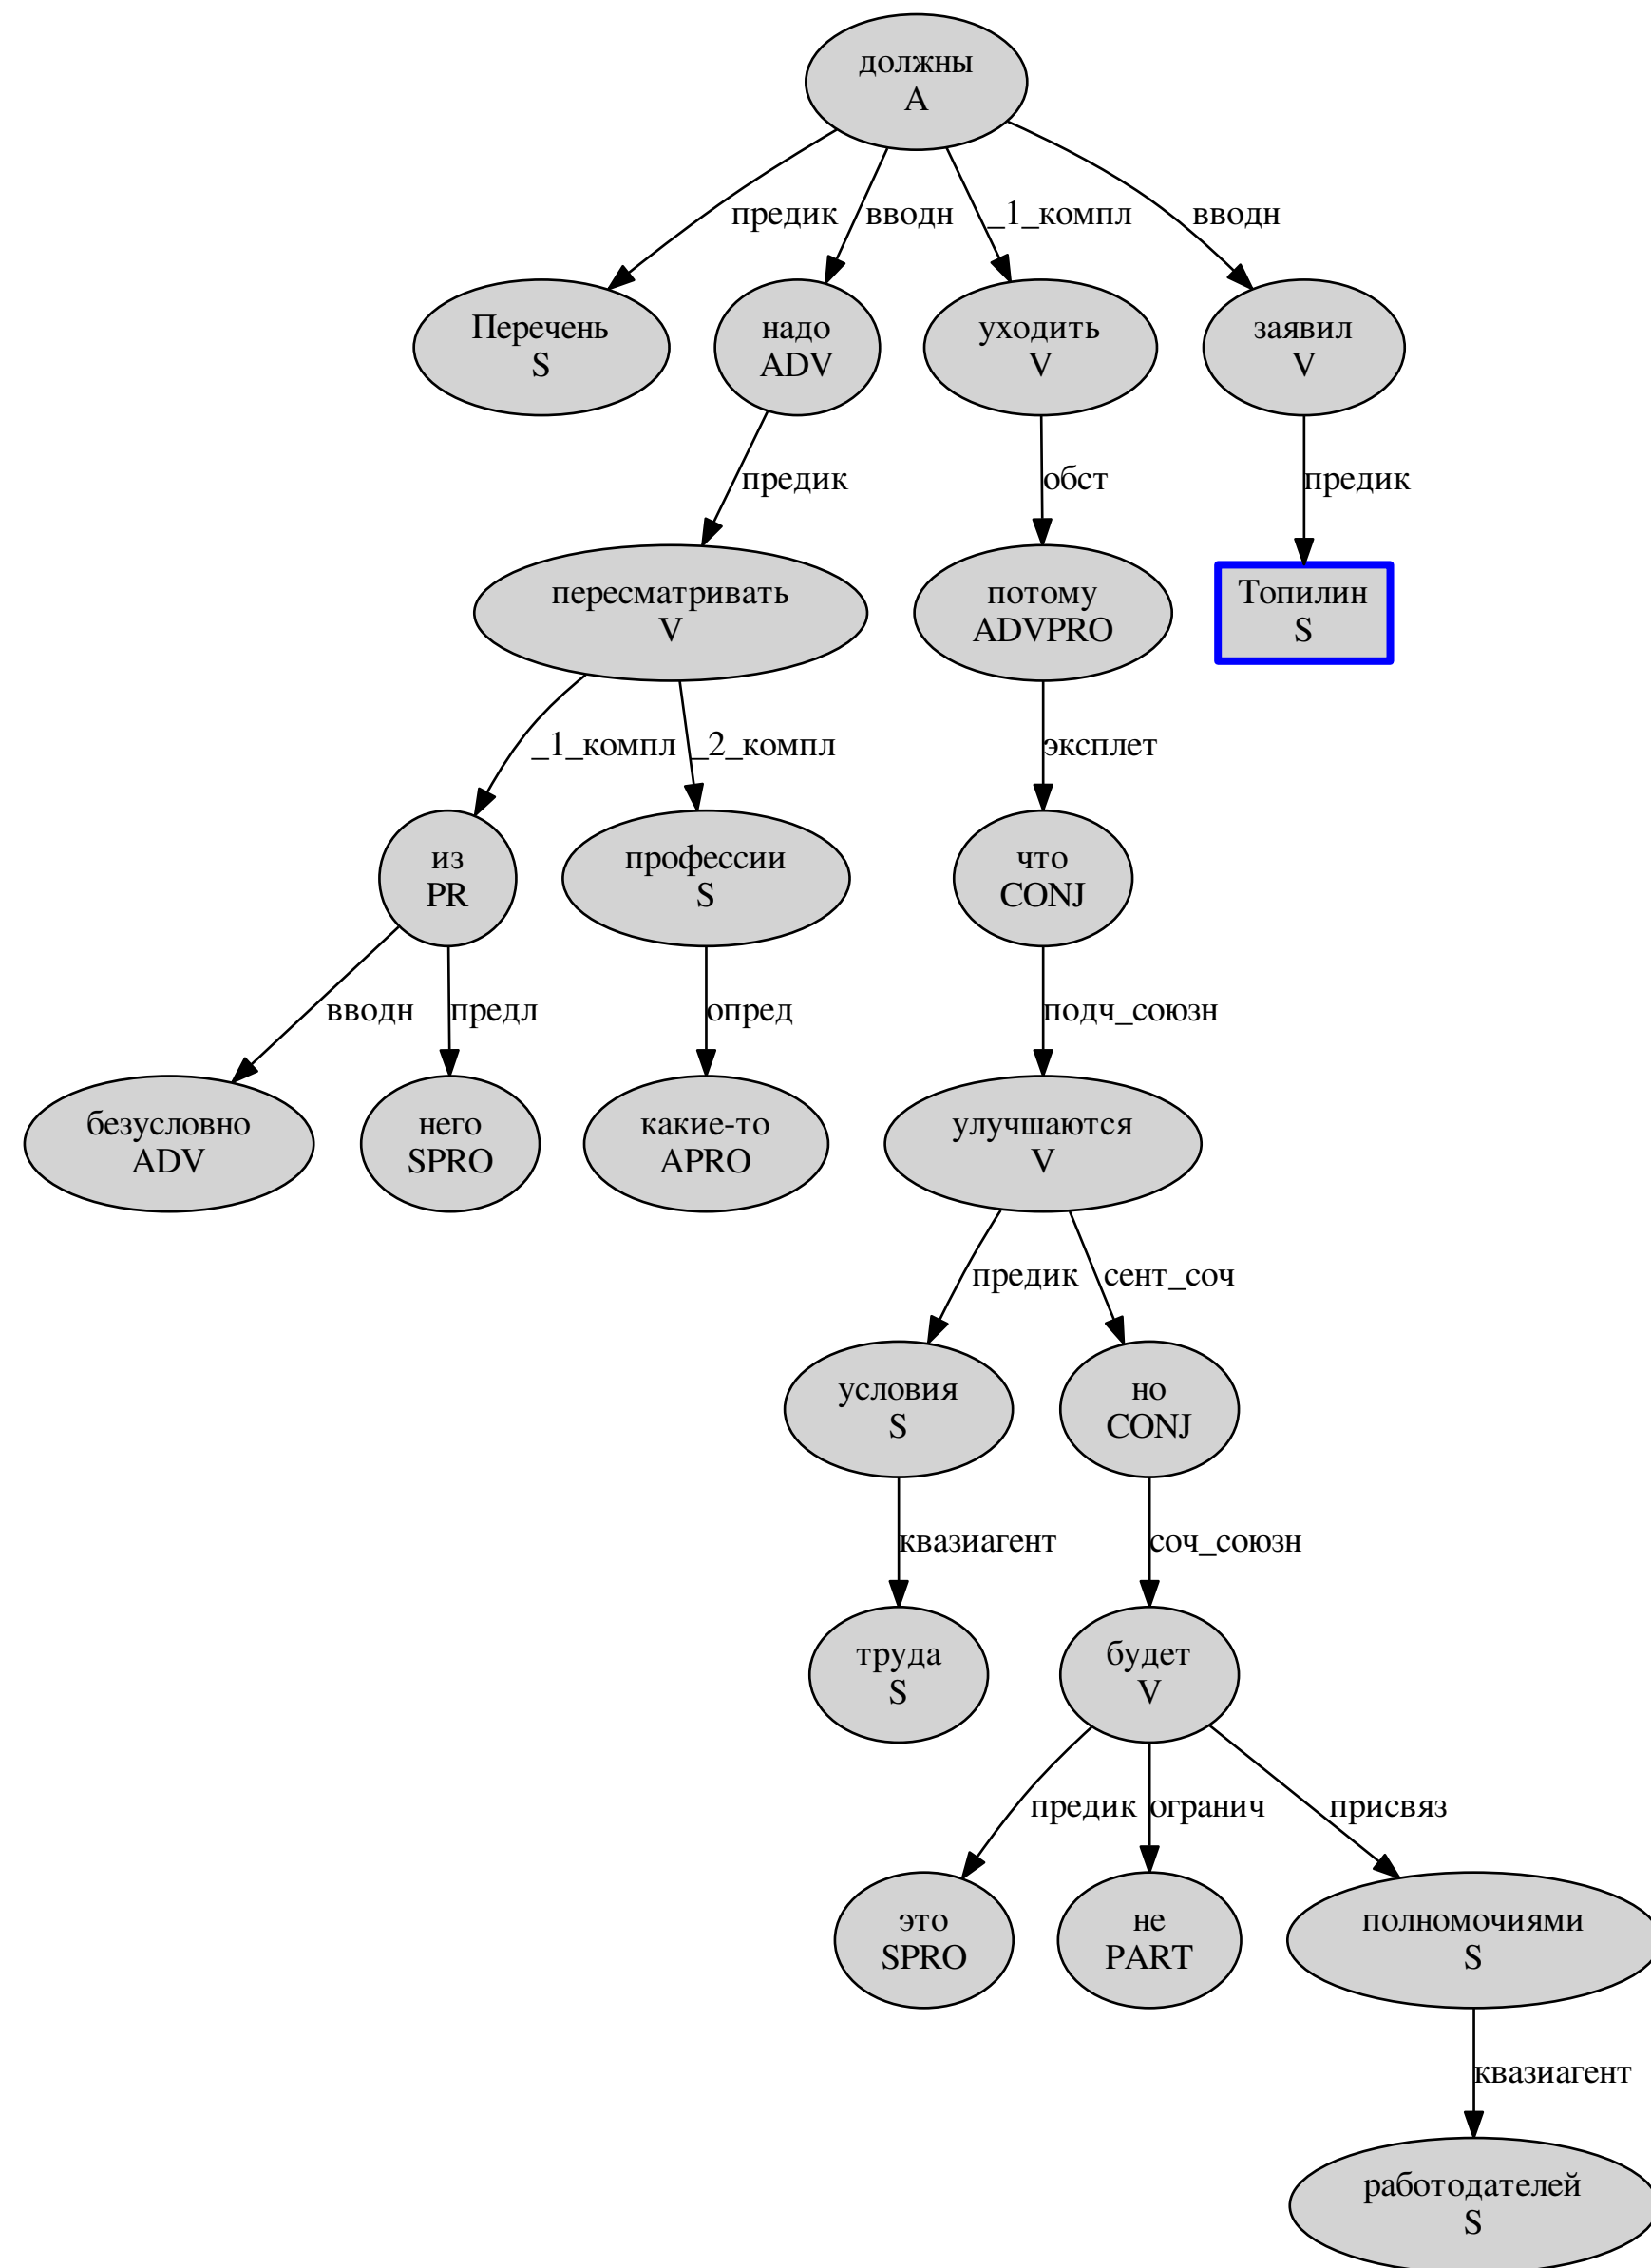 должны
A
предик
вводн
_1_компл
вводн
Перечень
S
надо
ADV
уходить
V
заявил
V
предик
обст
предик
пересматривать
V
потому
ADVPRO
Топилин
S
_1_компл
_2_компл
эксплет
из
PR
профессии
S
что
CONJ
вводн
предл
опред
подч_союзн
безусловно
ADV
него
SPRO
какие-то
APRO
улучшаются
V
предик
сент_соч
условия
S
но
CONJ
квазиагент
соч_союзн
труда
S
будет
V
предик
огранич
присвяз
это
SPRO
не
PART
полномочиями
S
квазиагент
работодателей
S